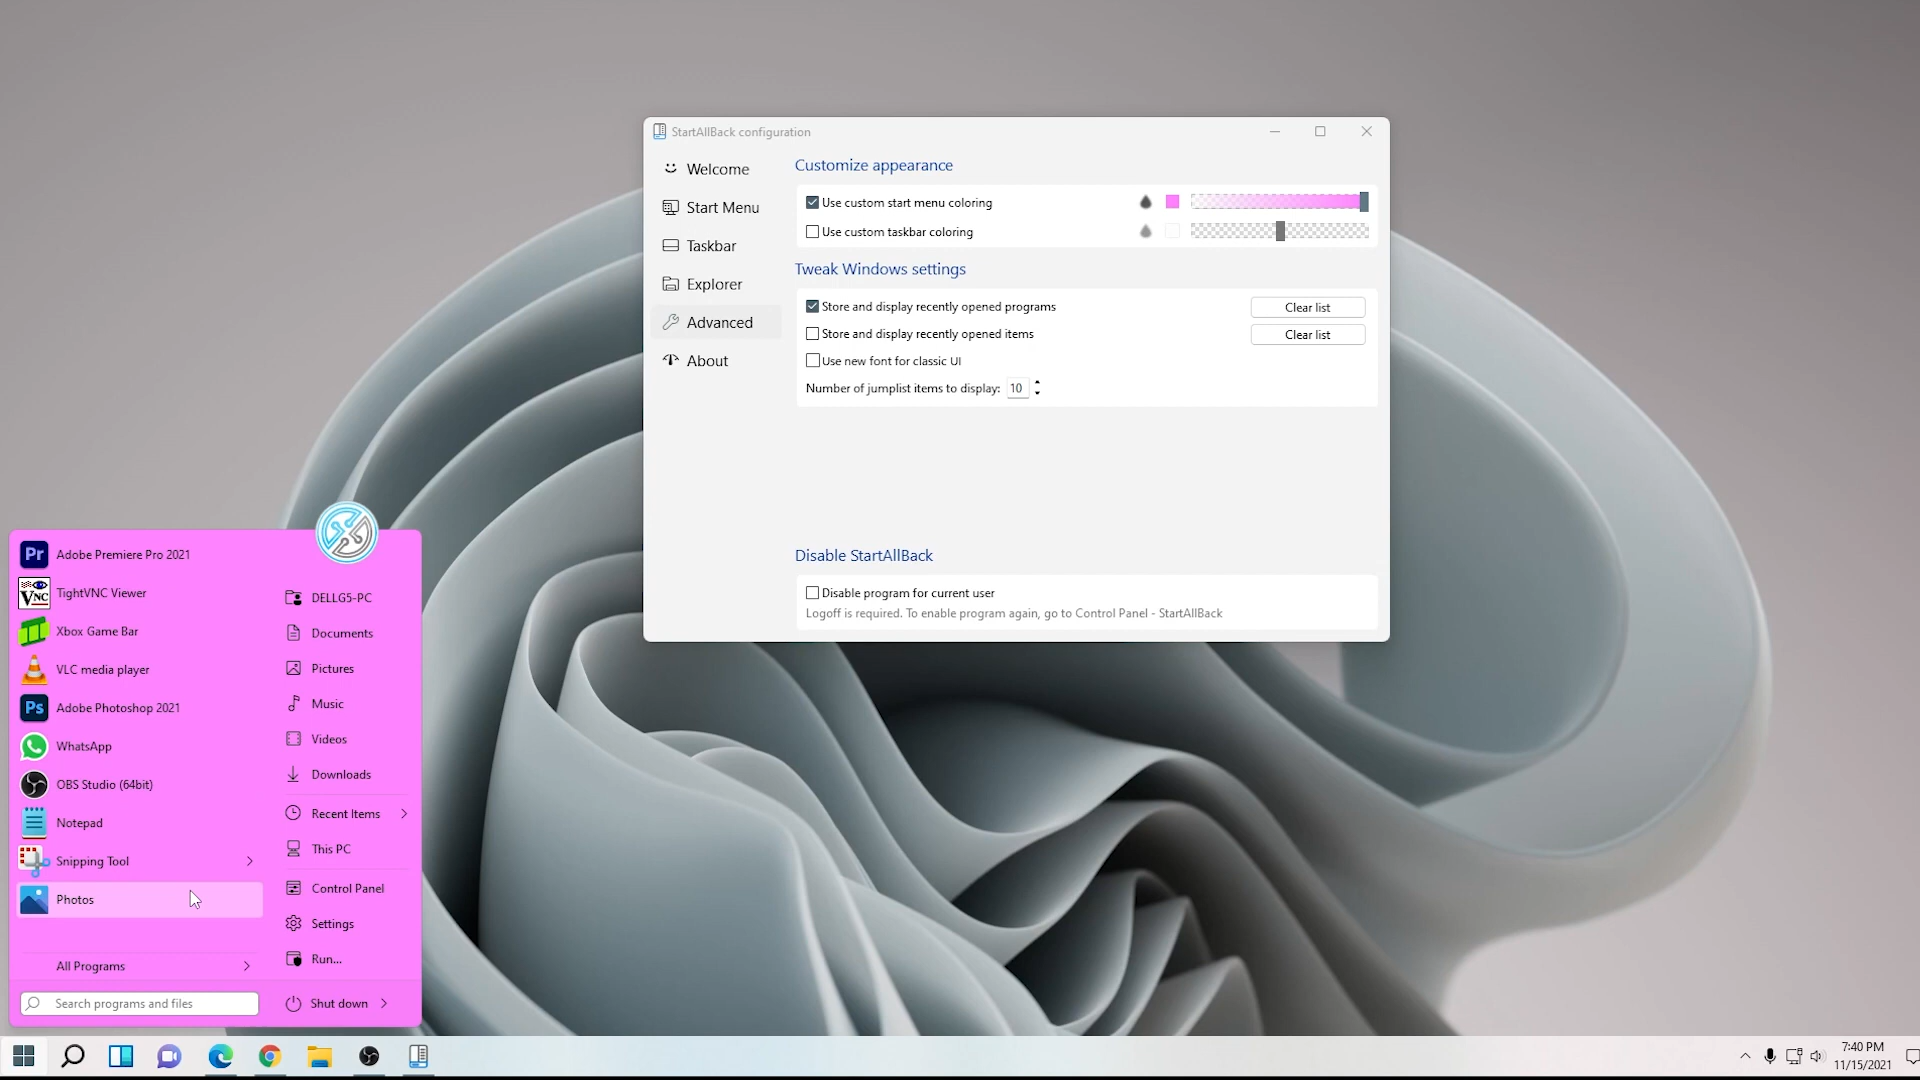 StartAllBack configuration
Welcome
Start Menu
Taskbar
Explorer
Advanced
About
Customize appearance
Use custom start menu coloring
Use custom taskbar coloring
Tweak Windows settings
Store and display recently opened programs
Clear list
Store and display recently opened items
Clear list
Use new font for classic UI
Number of jumplist items to display: 10
Disable StartAllBack
Disable program for current user
Logoff is required. To enable program again, go to Control Panel - StartAllBack
Pr Adobe Premiere Pro 2021
VNC TightVNC Viewer
Xbox Game Bar
VLC media player
Ps Adobe Photoshop 2021
WhatsApp
OBS Studio (64bit)
Notepad
Snipping Tool
Photos
All Programs
Search programs and files
DELLG5-PC
Documents
Pictures
Music
Videos
Downloads
Recent Items
This PC
Control Panel
Settings
Run...
Shut down
7:40 PM
11/15/2021